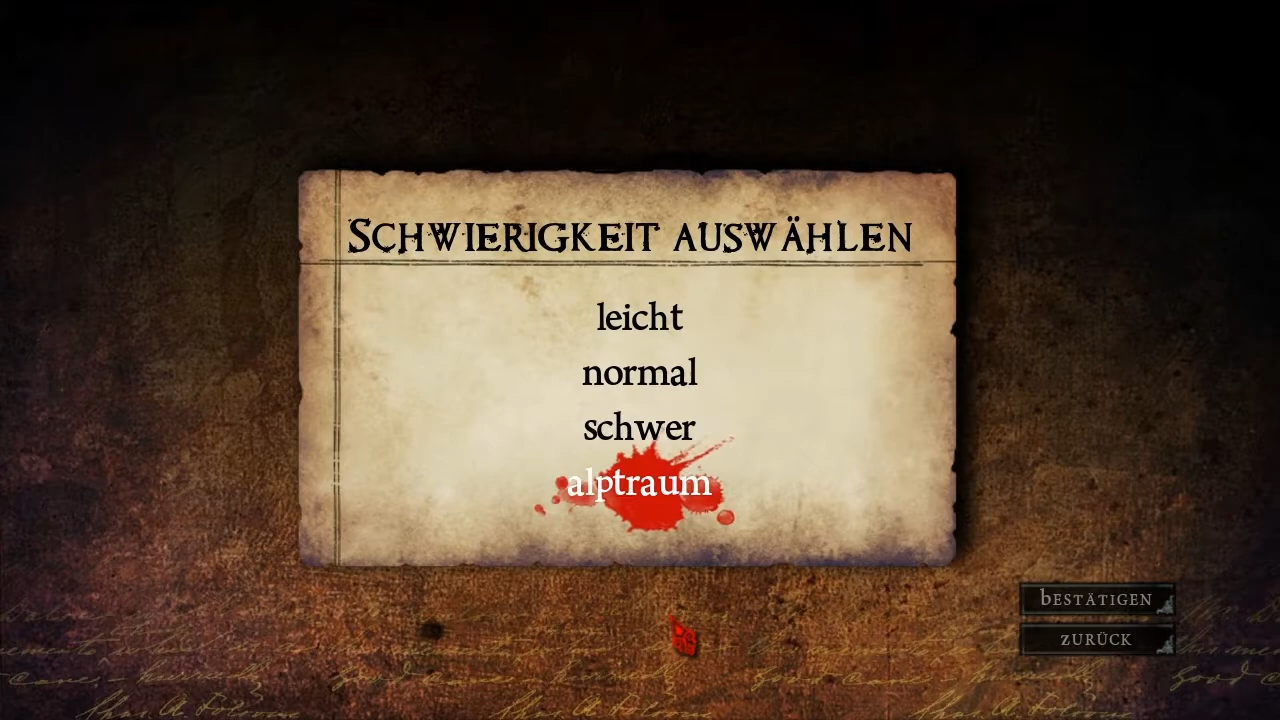 Schwierigkeit auswählen
leicht
normal
schwer
alptraum
bestätigen
zurück